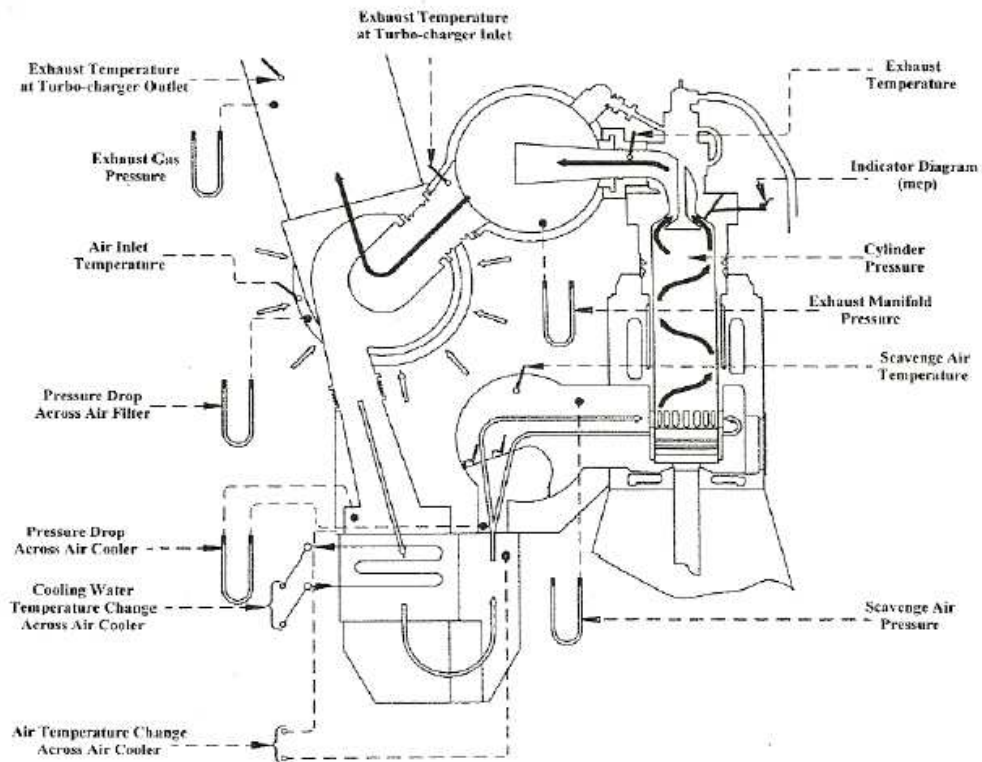 Exhaust Temperature
at Turbo-charger Inlet
Exhaust Temperature
at Turbo-charger Outlet
Exhaust
Temperature
Exhaust Gas
Pressure
Indicator Diagram
(mep)
Air Inlet
Temperature
Cylinder
Pressure
Exhaust Manifold
Pressure
Scavenge Air
Temperature
Pressure Drop
Across Air Filter
Pressure Drop
Across Air Cooler
Cooling Water
Temperature Change
Across Air Cooler
Scavenge Air
Pressure
Air Temperature Change
Across Air Cooler